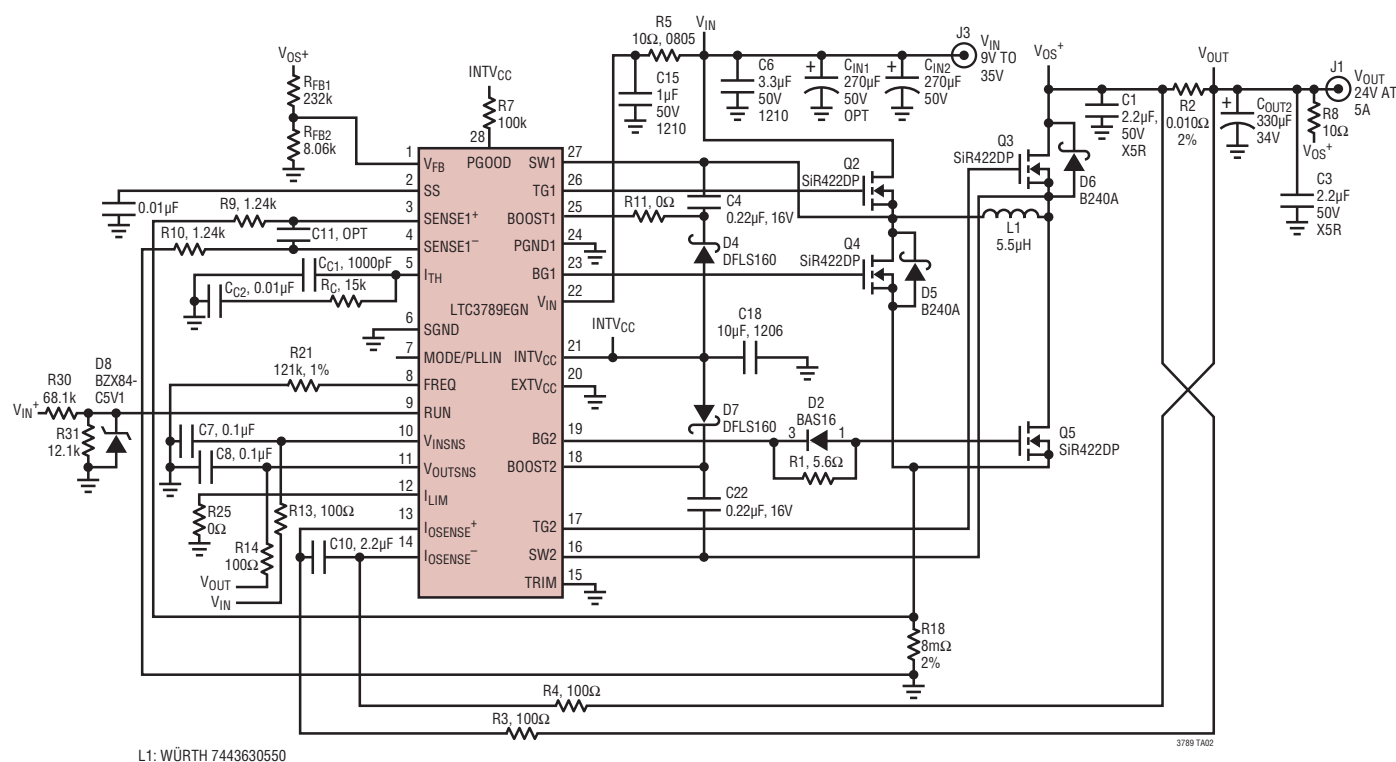 VOS+
RFB1
232k
RFB2
8.06k
INTVCC
R7
100k
28
R5
10Ω, 0805
VIN
C15
1µF
50V
1210
C6
3.3µF
50V
1210
+
CIN1
270µF
50V
OPT
+
CIN2
270µF
50V
J3
VIN
9V TO
35V
VOS+
C1
2.2µF,
50V
X5R
R2
0.010Ω
2%
VOUT
+
COUT2
330µF
34V
R8
10Ω
VOS+
J1
VOUT
24V AT
5A
C3
2.2µF
50V
X5R
Q3
SiR422DP
D6
B240A
Q2
SiR422DP
Q4
SiR422DP
D5
B240A
L1
5.5µH
1
VFB
PGOOD
2
SS
3
SENSE1+
4
SENSE1–
5
ITH
LTC3789EGN
6
SGND
7
MODE/PLLIN
8
FREQ
9
RUN
10
VINSNS
11
VOUTSNS
12
ILIM
13
IOSENSE+
14
IOSENSE–
SW1
27
TG1
26
BOOST1
25
PGND1
24
BG1
23
VIN
22
INTVCC
21
EXTVCC
20
BG2
19
BOOST2
18
TG2
17
SW2
16
TRIM
15
0.01µF
R9, 1.24k
C11, OPT
R10, 1.24k
CC1, 1000pF
CC2, 0.01µF
RC, 15k
R11, 0Ω
C4
0.22µF, 16V
D4
DFLS160
INTVCC
C18
10µF, 1206
D7
DFLS160
D2
BAS16
3
1
R1, 5.6Ω
Q5
SiR422DP
C22
0.22µF, 16V
R21
121k, 1%
D8
BZX84-
C5V1
VIN+
R30
68.1k
R31
12.1k
C7, 0.1µF
C8, 0.1µF
R25
0Ω
R13, 100Ω
R14
100Ω
VOUT
VIN
C10, 2.2µF
R18
8mΩ
2%
R4, 100Ω
R3, 100Ω
3789 TA02
L1: WÜRTH 7443630550